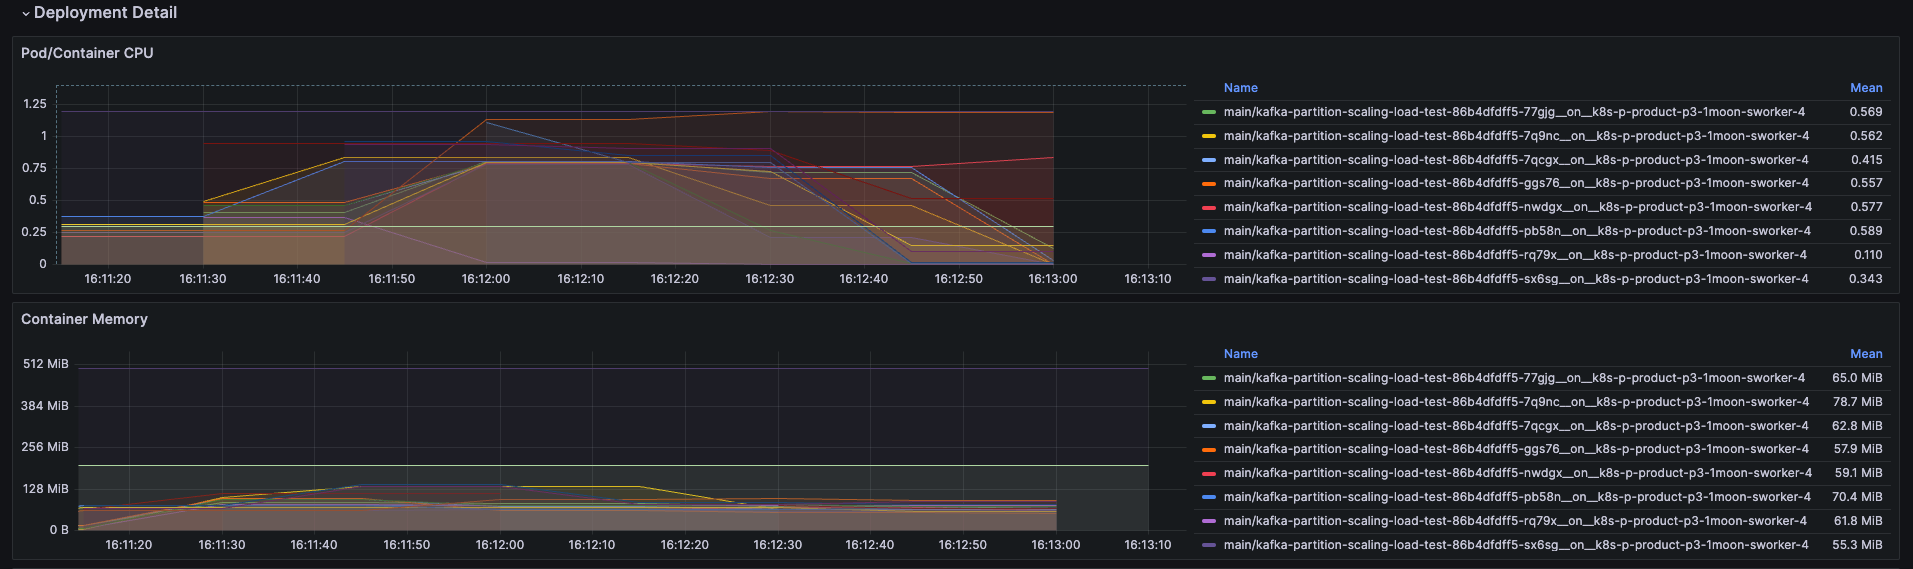 Deployment Detail
Pod/Container CPU
1.25
1
0.75
0.5
0.25
0
16:11:20 16:11:30 16:11:40 16:11:50 16:12:00 16:12:10 16:12:20 16:12:30 16:12:40 16:12:50 16:13:00 16:13:10
Name Mean
main/kafka-partition-scaling-load-test-86b4dfdff5-77gjg__on__k8s-p-product-p3-1moon-sworker-4 0.569
main/kafka-partition-scaling-load-test-86b4dfdff5-7q9nc__on__k8s-p-product-p3-1moon-sworker-4 0.562
main/kafka-partition-scaling-load-test-86b4dfdff5-7qcgx__on__k8s-p-product-p3-1moon-sworker-4 0.415
main/kafka-partition-scaling-load-test-86b4dfdff5-ggs76__on__k8s-p-product-p3-1moon-sworker-4 0.557
main/kafka-partition-scaling-load-test-86b4dfdff5-nwdgx__on__k8s-p-product-p3-1moon-sworker-4 0.577
main/kafka-partition-scaling-load-test-86b4dfdff5-pb58n__on__k8s-p-product-p3-1moon-sworker-4 0.589
main/kafka-partition-scaling-load-test-86b4dfdff5-rq79x__on__k8s-p-product-p3-1moon-sworker-4 0.110
main/kafka-partition-scaling-load-test-86b4dfdff5-sx6sg__on__k8s-p-product-p3-1moon-sworker-4 0.343
Container Memory
512 MiB
384 MiB
256 MiB
128 MiB
0 B
16:11:20 16:11:30 16:11:40 16:11:50 16:12:00 16:12:10 16:12:20 16:12:30 16:12:40 16:12:50 16:13:00 16:13:10
Name Mean
main/kafka-partition-scaling-load-test-86b4dfdff5-77gjg__on__k8s-p-product-p3-1moon-sworker-4 65.0 MiB
main/kafka-partition-scaling-load-test-86b4dfdff5-7q9nc__on__k8s-p-product-p3-1moon-sworker-4 78.7 MiB
main/kafka-partition-scaling-load-test-86b4dfdff5-7qcgx__on__k8s-p-product-p3-1moon-sworker-4 62.8 MiB
main/kafka-partition-scaling-load-test-86b4dfdff5-ggs76__on__k8s-p-product-p3-1moon-sworker-4 57.9 MiB
main/kafka-partition-scaling-load-test-86b4dfdff5-nwdgx__on__k8s-p-product-p3-1moon-sworker-4 59.1 MiB
main/kafka-partition-scaling-load-test-86b4dfdff5-pb58n__on__k8s-p-product-p3-1moon-sworker-4 70.4 MiB
main/kafka-partition-scaling-load-test-86b4dfdff5-rq79x__on__k8s-p-product-p3-1moon-sworker-4 61.8 MiB
main/kafka-partition-scaling-load-test-86b4dfdff5-sx6sg__on__k8s-p-product-p3-1moon-sworker-4 55.3 MiB